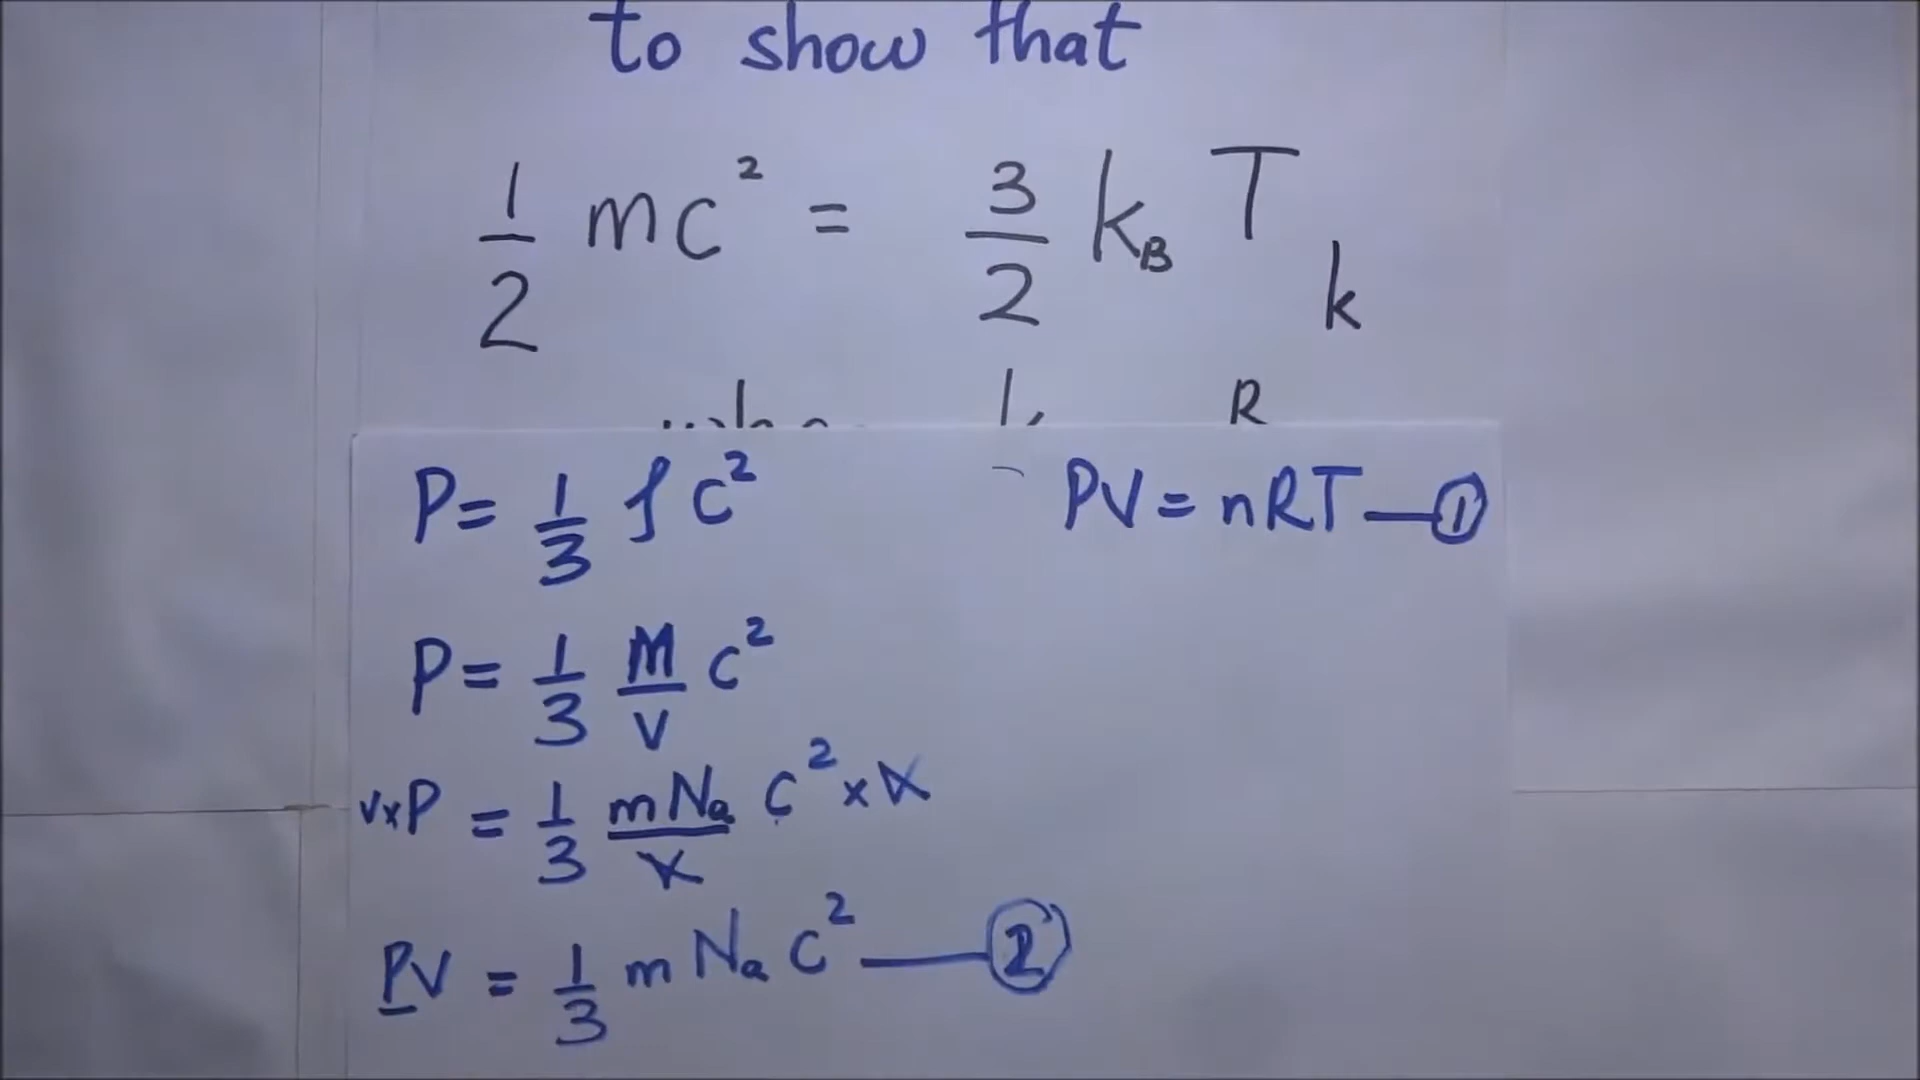 to show that
1/2 mc² = 3/2 k_B T
k
R
P = 1/3 ρ c²
PV = nRT — ①
P = 1/3 M/V c²
V×P = 1/3 mNa/V c² × V
PV = 1/3 m Na c² — ②